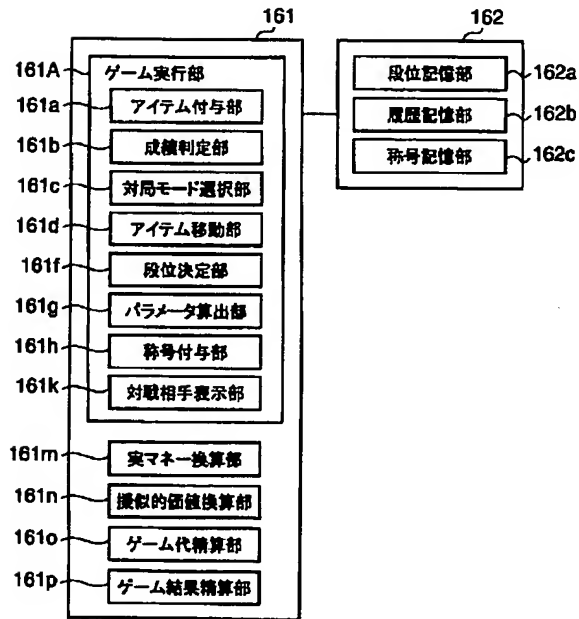 161
162
161A
ゲーム実行部
161a
アイテム付与部
161b
成績判定部
161c
対局モード選択部
161d
アイテム移動部
161f
段位決定部
161g
パラメータ算出部
161h
称号付与部
161k
対戦相手表示部
161m
実マネー換算部
161n
擬似的価値換算部
161o
ゲーム代精算部
161p
ゲーム結果精算部
段位記憶部
162a
履歴記憶部
162b
称号記憶部
162c